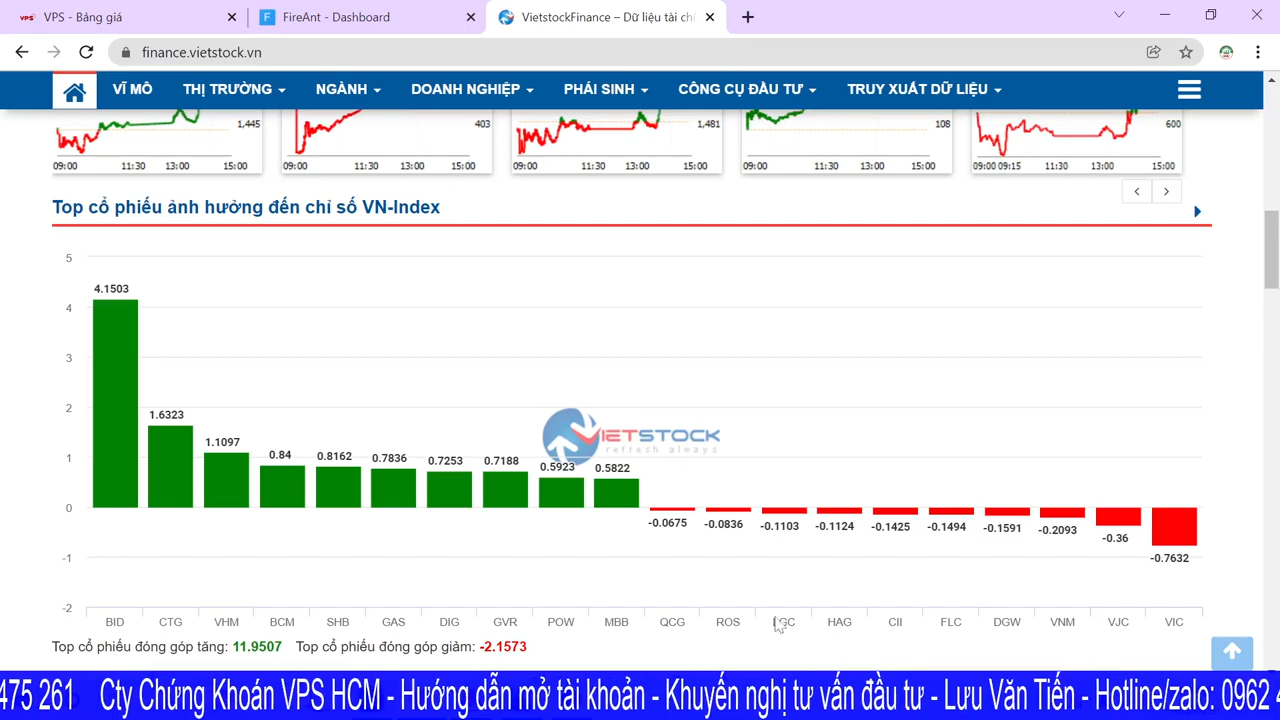 VPS - Bảng giá
FireAnt - Dashboard
VietstockFinance – Dữ liệu tài chí
finance.vietstock.vn
VĨ MÔ THỊ TRƯỜNG NGÀNH DOANH NGHIỆP PHÁI SINH CÔNG CỤ ĐẦU TƯ TRUY XUẤT DỮ LIỆU
1,445 403 1,481 108 600
09:00 11:30 13:00 15:00 09:00 11:30 13:00 15:00 09:00 11:30 13:00 15:00 09:00 11:30 13:00 15:00 09:00 09:15 11:30 13:00 15:00
Top cổ phiếu ảnh hưởng đến chỉ số VN-Index
5
4.1503
4
3
2
1.6323
1.1097
1
0.84 0.8162 0.7836 0.7253 0.7188 0.5923 0.5822
VIETSTOCK
refresh always
0
-0.0675 -0.0836 -0.1103 -0.1124 -0.1425 -0.1494 -0.1591 -0.2093 -0.36 -0.7632
-1
-2
BID CTG VHM BCM SHB GAS DIG GVR POW MBB QCG ROS HAG CII FLC DGW VNM VJC VIC
Top cổ phiếu đóng góp tăng: 11.9507 Top cổ phiếu đóng góp giảm: -2.1573
475 261 Cty Chứng Khoán VPS HCM - Hướng dẫn mở tài khoản - Khuyến nghị tư vấn đầu tư - Lưu Văn Tiến - Hotline/zalo: 0962 4